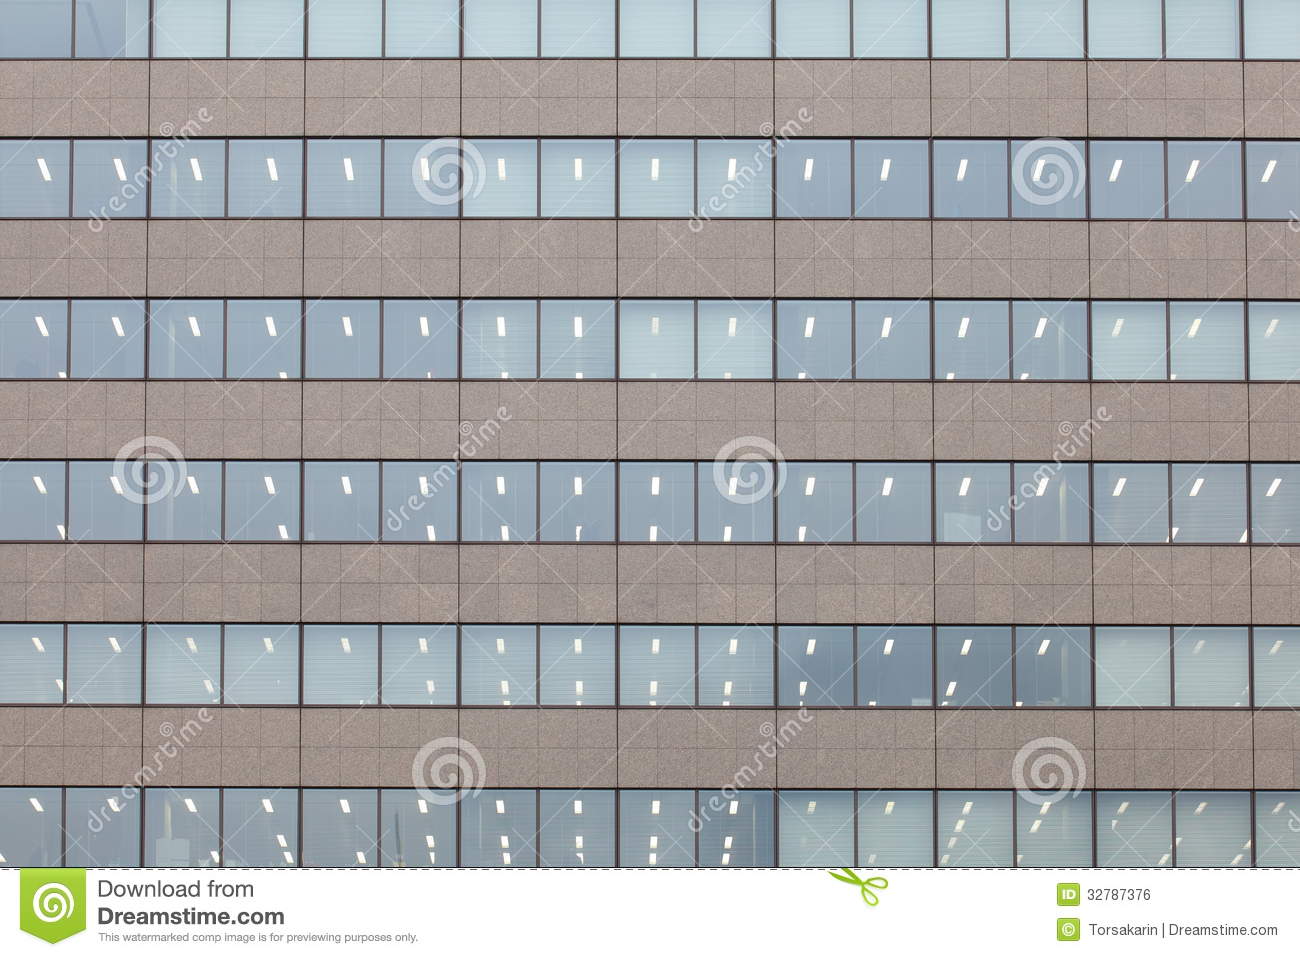 dreamstime.
dreamstime.
dreamstime.
dreamstime.
dreamstime.
dreamstime.
Download from
Dreamstime.com
This watermarked comp image is for previewing purposes only.
ID 32787376
© Torsakarin | Dreamstime.com